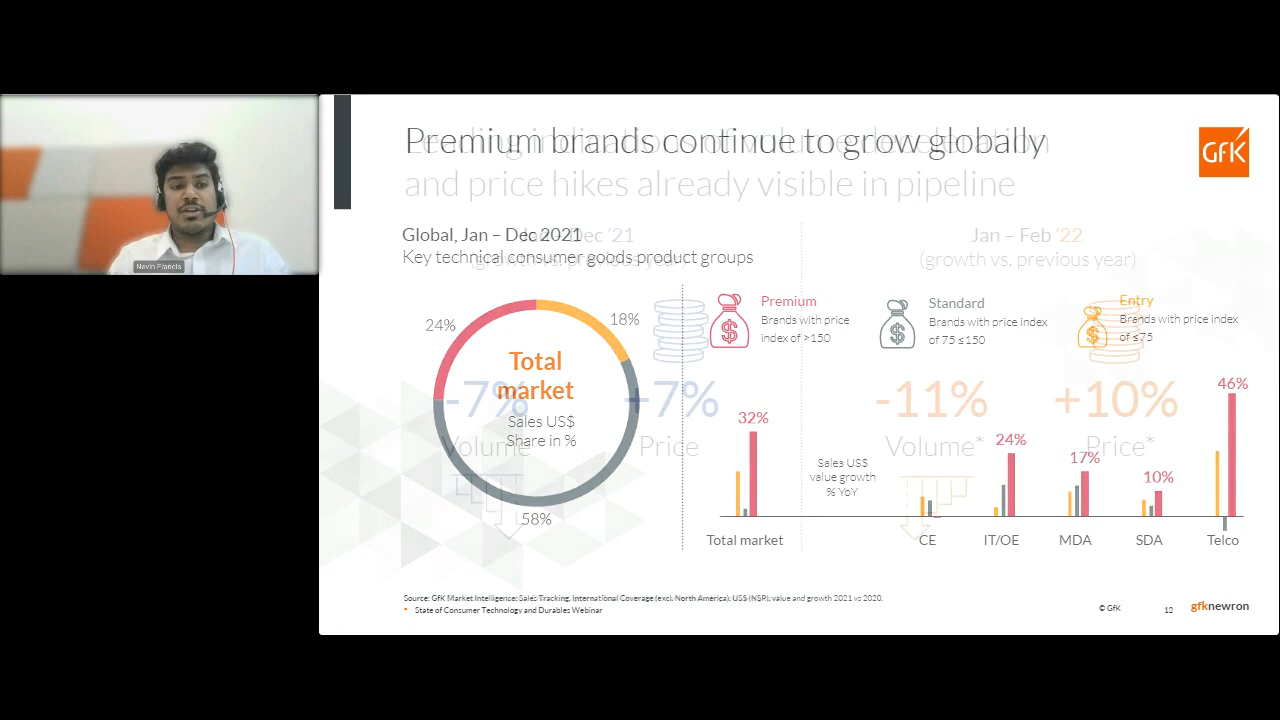 Premium brands continue to grow globally
and price hikes already visible in pipeline
GfK
Global, Jan – Dec 2021
Jan – Dec '21
Key technical consumer goods product groups
(growth vs. previous year)
Jan – Feb '22
(growth vs. previous year)
24%
18%
58%
Total
market
Sales US$
Share in %
Premium
Brands with price
index of >150
Standard
Brands with price index
of 75 ≤150
Entry
Brands with price index
of ≤75
-7%
Volume
+7%
Price
-11%
Volume*
+10%
Price*
32%
Total market
Sales US$
value growth
% YoY
24%
17%
10%
46%
CE
IT/OE
MDA
SDA
Telco
Nevin Francis
Source: GfK Market Intelligence: Sales Tracking, International Coverage (excl. North America); US$ (NSP); value and growth 2021 vs 2020.
State of Consumer Technology and Durables Webinar
© GfK
12
gfknewron